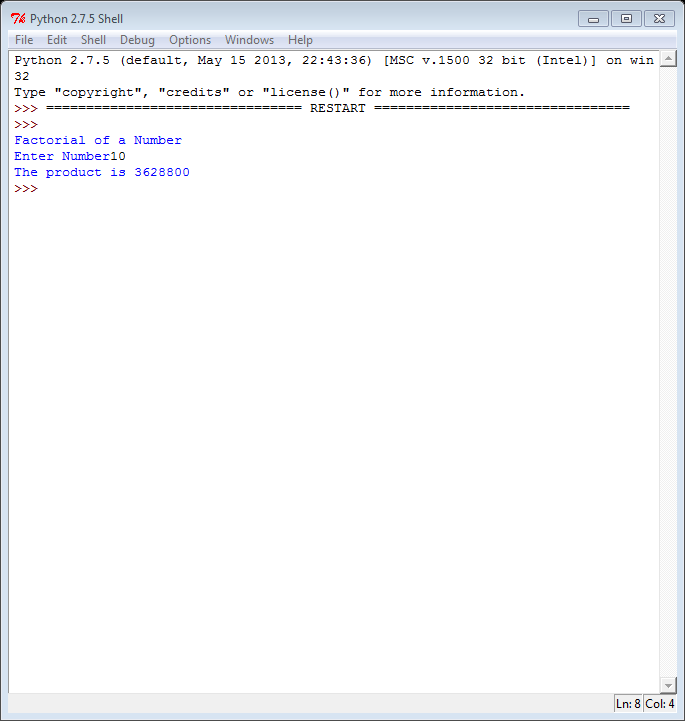 Python 2.7.5 Shell
File Edit Shell Debug Options Windows Help
Python 2.7.5 (default, May 15 2013, 22:43:36) [MSC v.1500 32 bit (Intel)] on win
32
Type "copyright", "credits" or "license()" for more information.
>>> ================================ RESTART ================================
>>>
Factorial of a Number
Enter Number10
The product is 3628800
>>>
Ln: 8 Col: 4